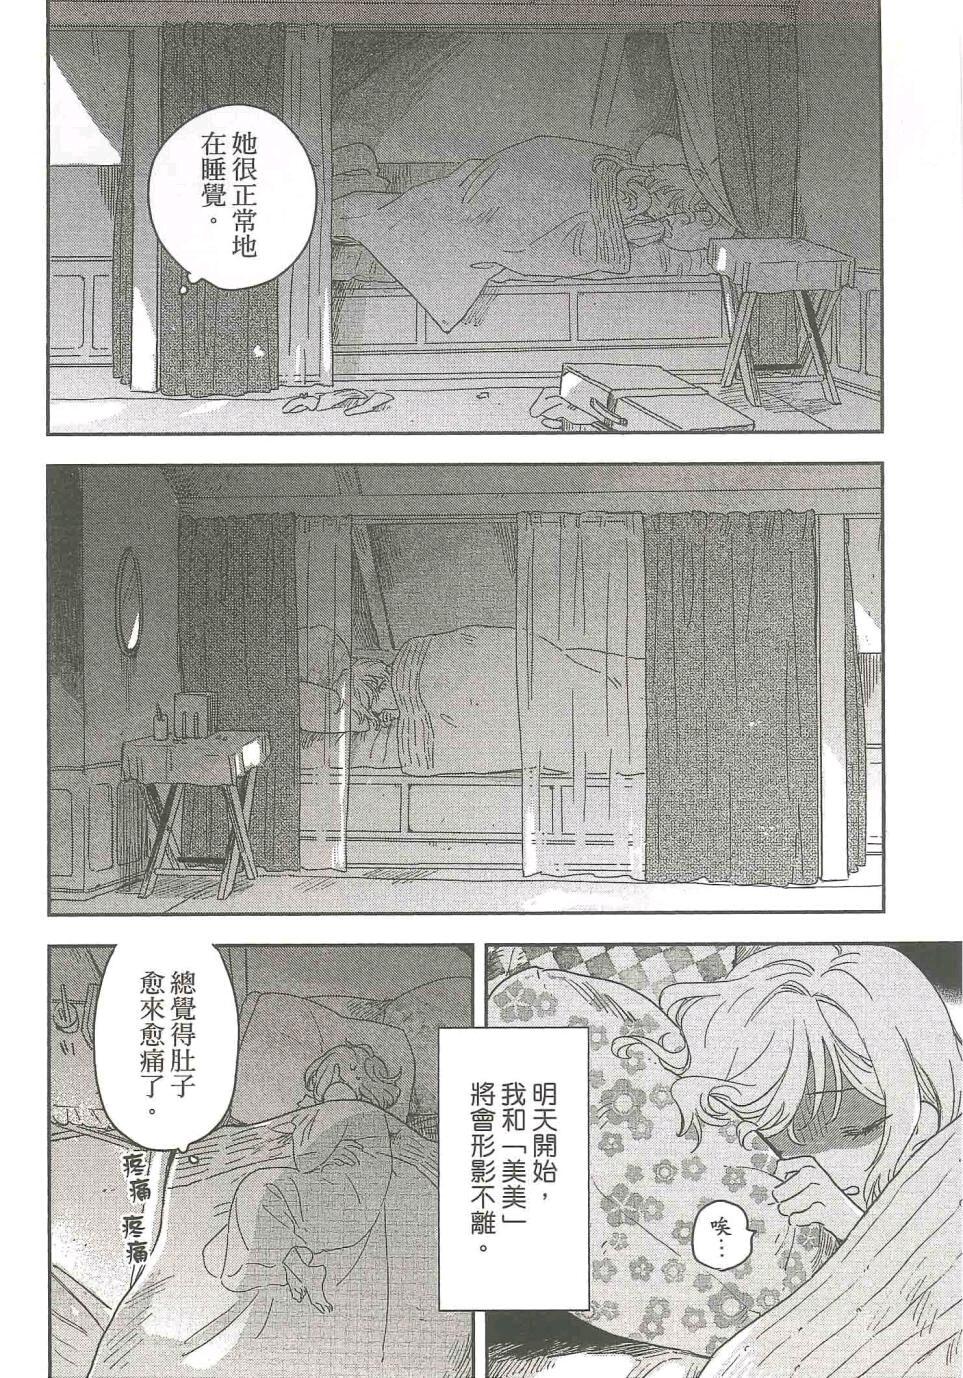 她很正常地
在睡覺。
唉…
明天開始，
我和「美美」
將會形影不離。
總覺得肚子
愈來愈痛了。
疼痛
疼痛